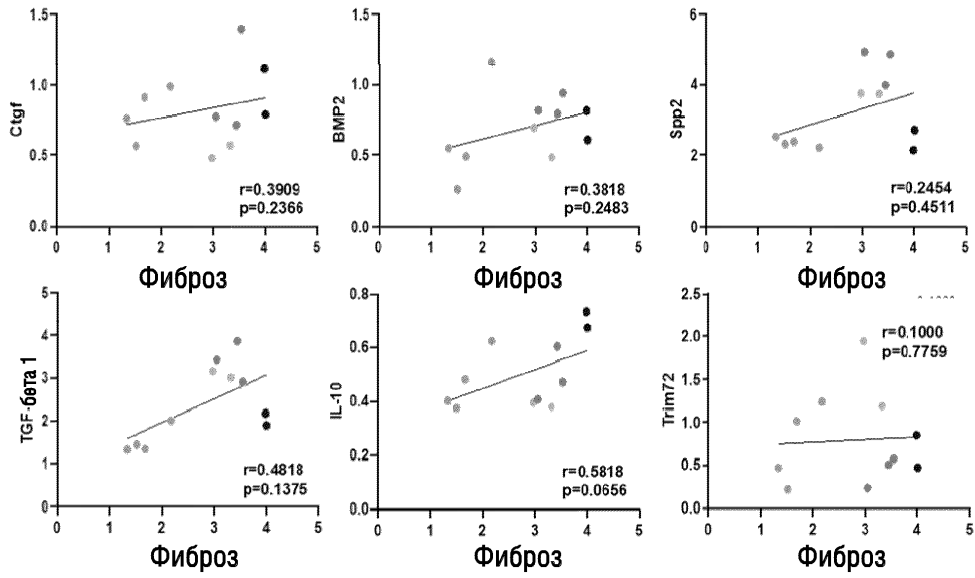 1.5
1.0
0.5
0.0
Ctgf
r=0.3909
p=0.2366
0 1 2 3 4 5
Фиброз
1.5
1.0
0.5
0.0
BMP2
r=0.3818
p=0.2483
0 1 2 3 4 5
Фиброз
6
4
2
0
Spp2
r=0.2454
p=0.4511
0 1 2 3 4 5
Фиброз
5
4
3
2
1
0
TGF-бета 1
r=0.4818
p=0.1375
0 1 2 3 4 5
Фиброз
0.8
0.6
0.4
0.2
0.0
IL-10
r=0.5818
p=0.0656
0 1 2 3 4 5
Фиброз
2.5
2.0
1.5
1.0
0.5
0.0
Trim72
r=0.1000
p=0.7759
0 1 2 3 4 5
Фиброз